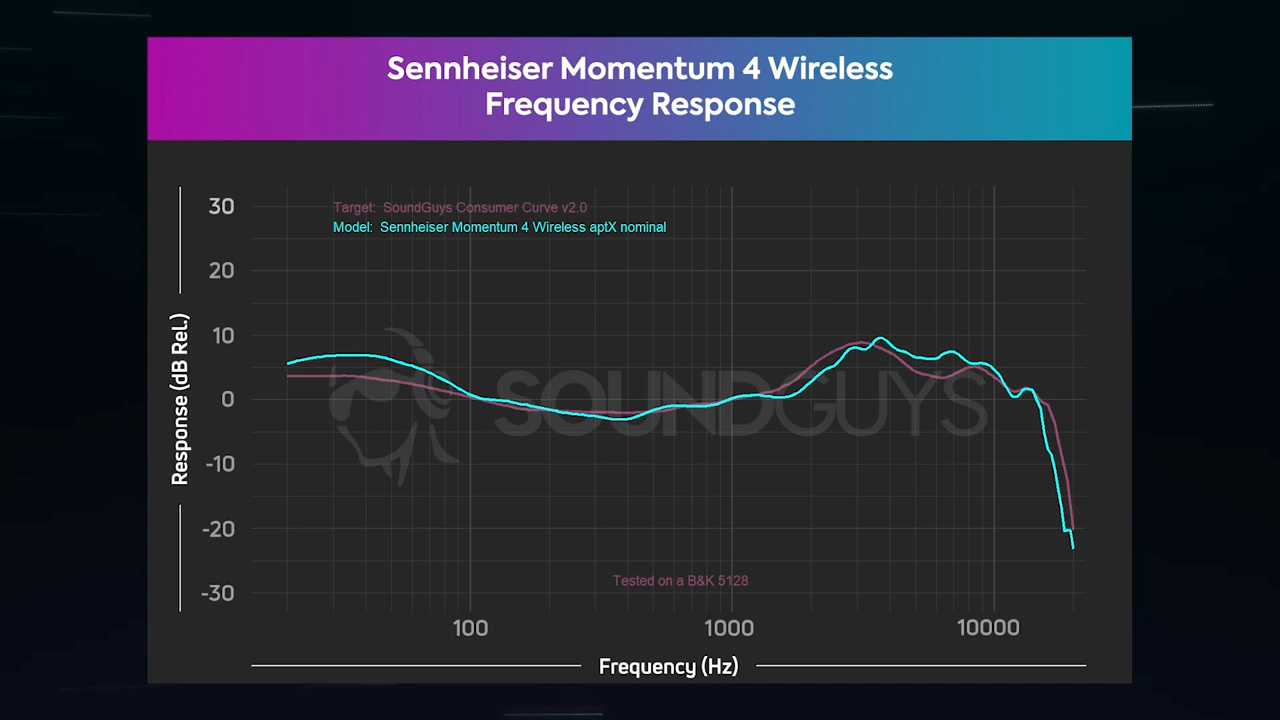 Sennheiser Momentum 4 Wireless
Frequency Response
Target: SoundGuys Consumer Curve v2.0
Model: Sennheiser Momentum 4 Wireless aptX nominal
30
20
10
0
-10
-20
-30
Response (dB Rel.)
SOUNDGUYS
Tested on a B&K 5128
100
1000
10000
Frequency (Hz)